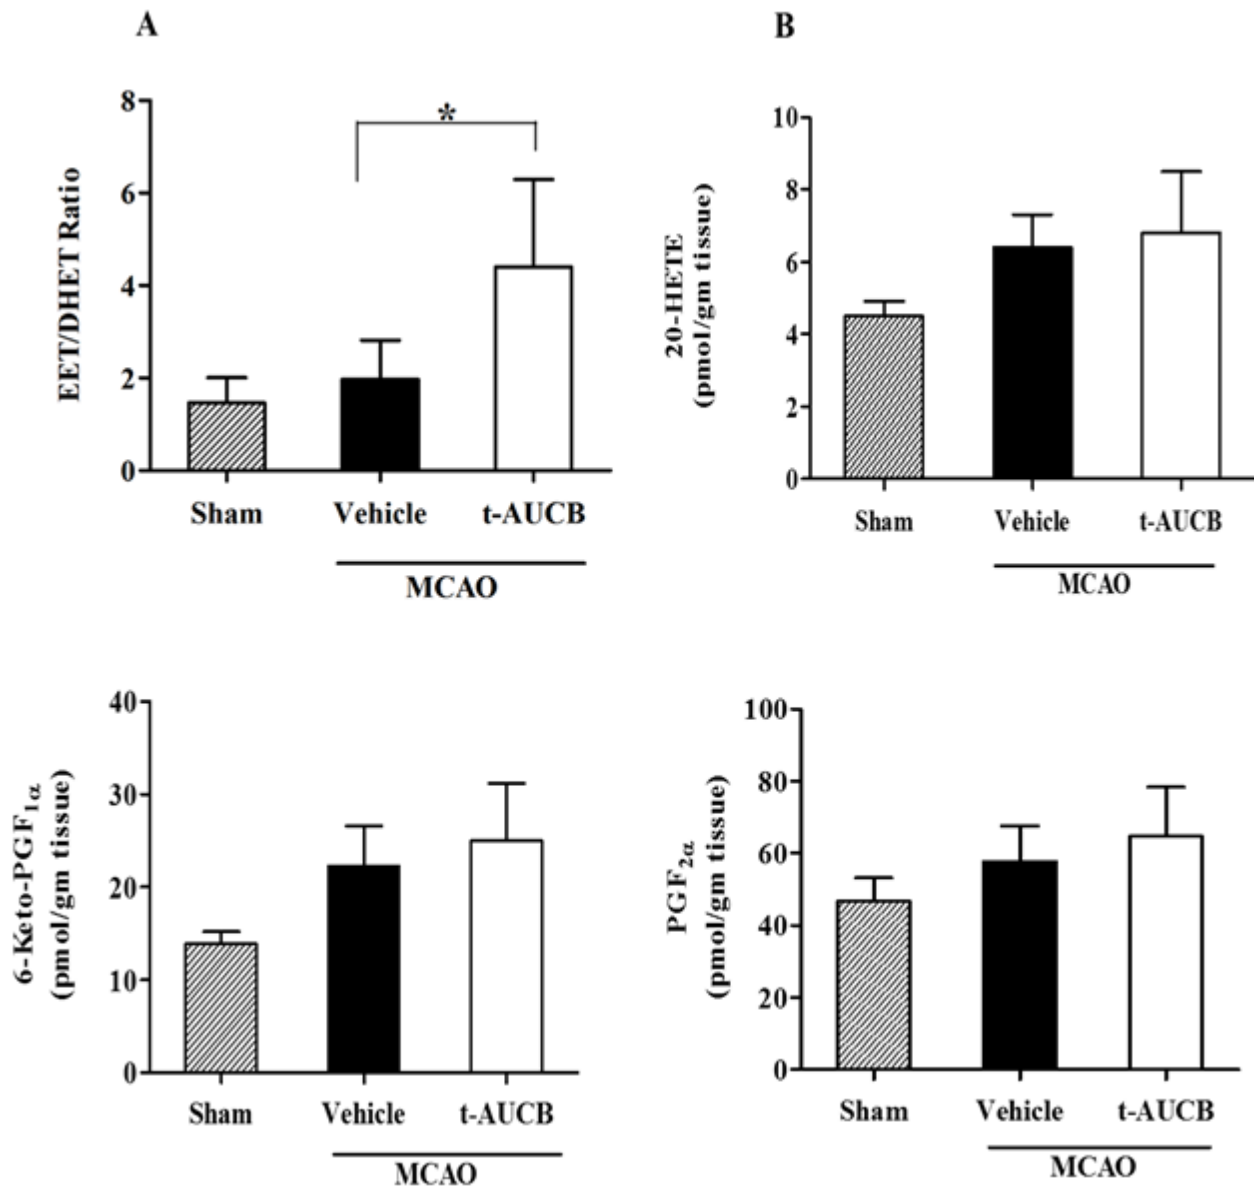 A
B
EET/DHET Ratio
8
6
4
2
0
*
Sham
Vehicle
t-AUCB
MCAO
20-HETE
(pmol/gm tissue)
10
8
6
4
2
0
Sham
Vehicle
t-AUCB
MCAO
6-Keto-PGF1α
(pmol/gm tissue)
40
30
20
10
0
Sham
Vehicle
t-AUCB
MCAO
PGF2α
(pmol/gm tissue)
100
80
60
40
20
0
Sham
Vehicle
t-AUCB
MCAO